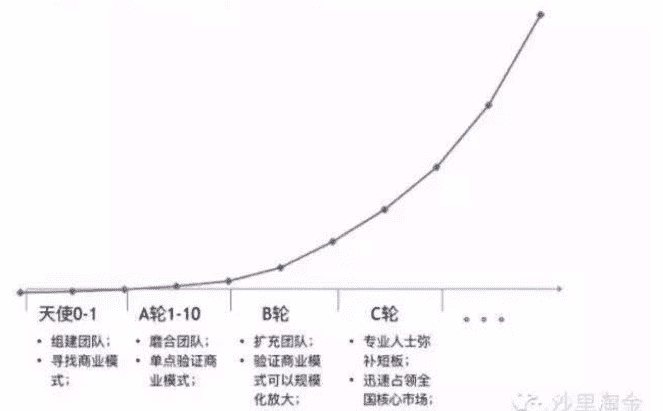 天使0-1
• 组建团队；
• 寻找商业模
式；
A轮1-10
• 磨合团队；
• 单点验证商
业模式；
B轮
• 扩充团队；
• 验证商业模
式可以规模
化放大；
C轮
• 专业人士弥
补短板；
• 迅速占领全
国核心市场；
。。。
沙里淘金